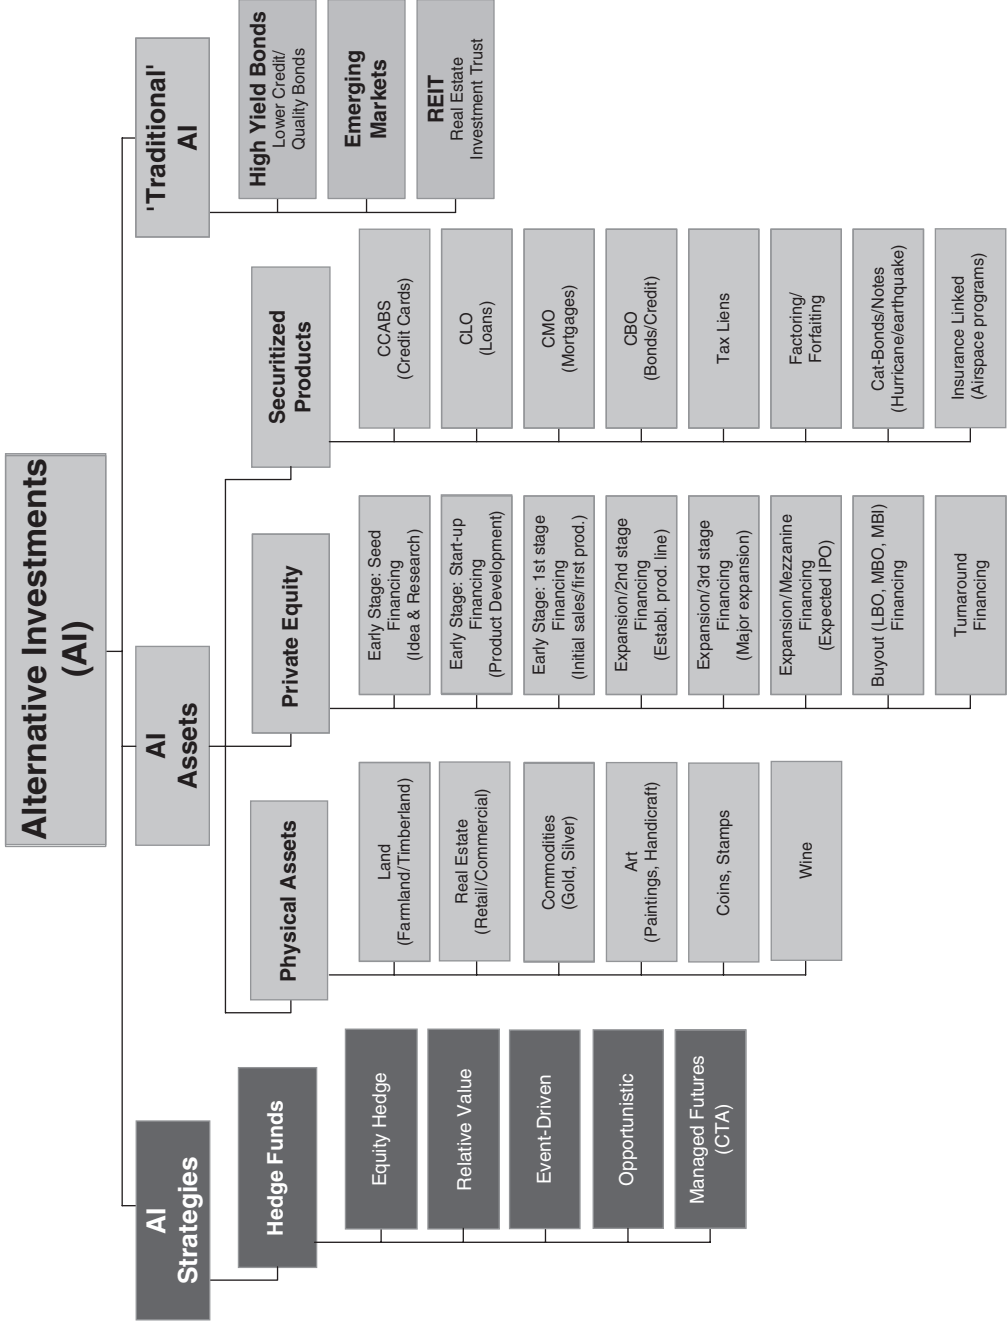 Alternative Investments
(AI)
AI
Strategies
Hedge Funds
Equity Hedge
Relative Value
Event-Driven
Opportunistic
Managed Futures
(CTA)
AI
Assets
Physical Assets
Land
(Farmland/Timberland)
Real Estate
(Retail/Commercial)
Commodities
(Gold, Silver)
Art
(Paintings, Handicraft)
Coins, Stamps
Wine
Private Equity
Early Stage: Seed
Financing
(Idea & Research)
Early Stage: Start-up
Financing
(Product Development)
Early Stage: 1st stage
Financing
(Initial sales/first prod.)
Expansion/2nd stage
Financing
(Establ. prod. line)
Expansion/3rd stage
Financing
(Major expansion)
Expansion/Mezzanine
Financing
(Expected IPO)
Buyout (LBO, MBO, MBI)
Financing
Turnaround
Financing
Securitized
Products
CCABS
(Credit Cards)
CLO
(Loans)
CMO
(Mortgages)
CBO
(Bonds/Credit)
Tax Liens
Factoring/
Forfaiting
Cat-Bonds/Notes
(Hurricane/earthquake)
Insurance Linked
(Airspace programs)
'Traditional'
AI
High Yield Bonds
Lower Credit/
Quality Bonds
Emerging
Markets
REIT
Real Estate
Investment Trust